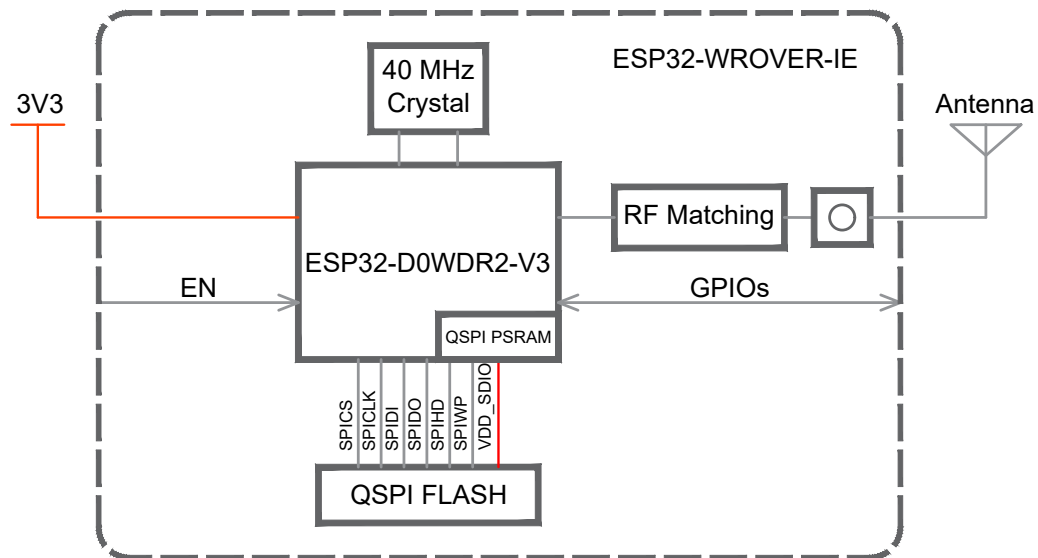 ESP32-WROVER-IE
40 MHz
Crystal
3V3
Antenna
RF Matching
ESP32-D0WDR2-V3
EN
GPIOs
QSPI PSRAM
SPICS
SPICLK
SPIDI
SPIDO
SPIHD
SPIWP
VDD_SDIO
QSPI FLASH